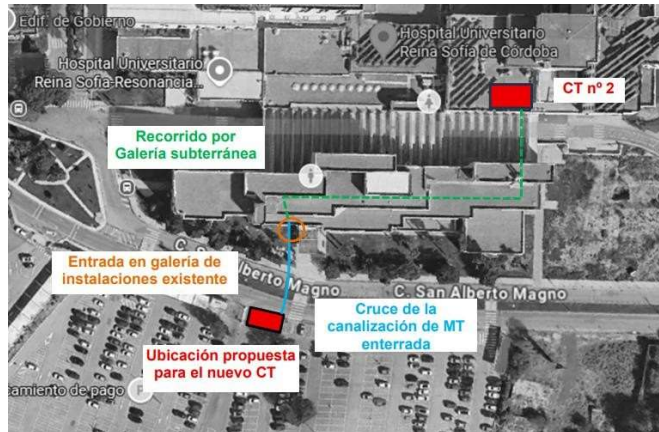 Edif. de Gobierno
Hospital Universitario
Reina Sofía-Resonancia...
Hospital Universitario
Reina Sofía de Córdoba
CT nº 2
Recorrido por
Galería subterránea
Entrada en galería de
instalaciones existente
C. San Alberto Magno
C. San Alberto Magno
Cruce de la
canalización de MT
enterrada
Ubicación propuesta
para el nuevo CT
camiento de pago
P